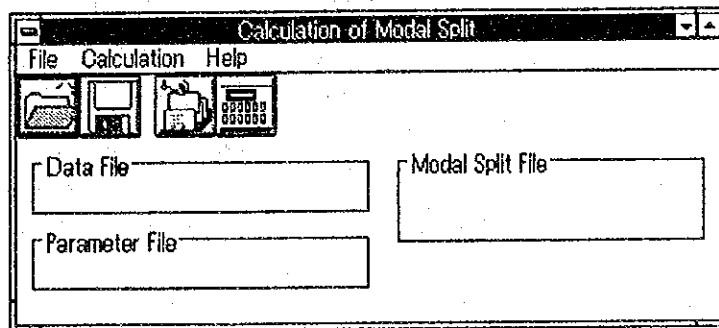 Calculation of Modal Split
File Calculation Help
Data File
Modal Split File
Parameter File